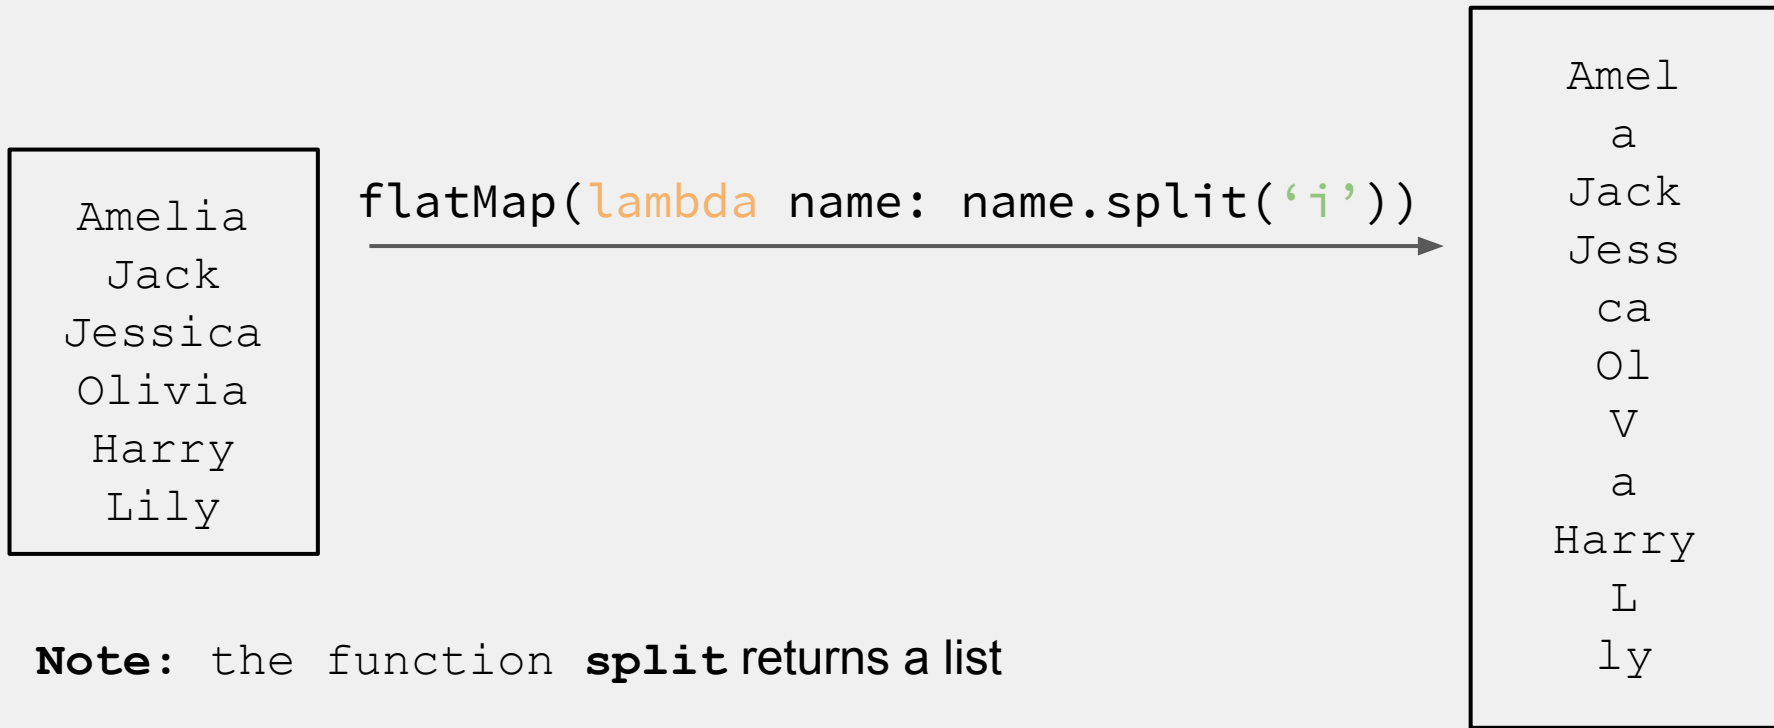 Amelia
Jack
Jessica
Olivia
Harry
Lily
flatMap(lambda name: name.split(‘i’))
Amel
a
Jack
Jess
ca
Ol
V
a
Harry
L
ly
Note: the function split returns a list